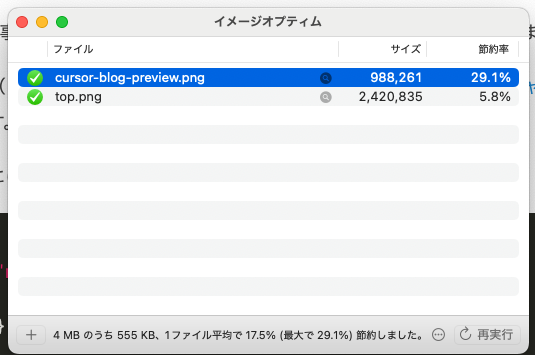 イメージオプティム
ファイル サイズ 節約率
cursor-blog-preview.png 988,261 29.1%
top.png 2,420,835 5.8%
4 MB のうち 555 KB、1ファイル平均で 17.5% (最大で 29.1%) 節約しました。 再実行